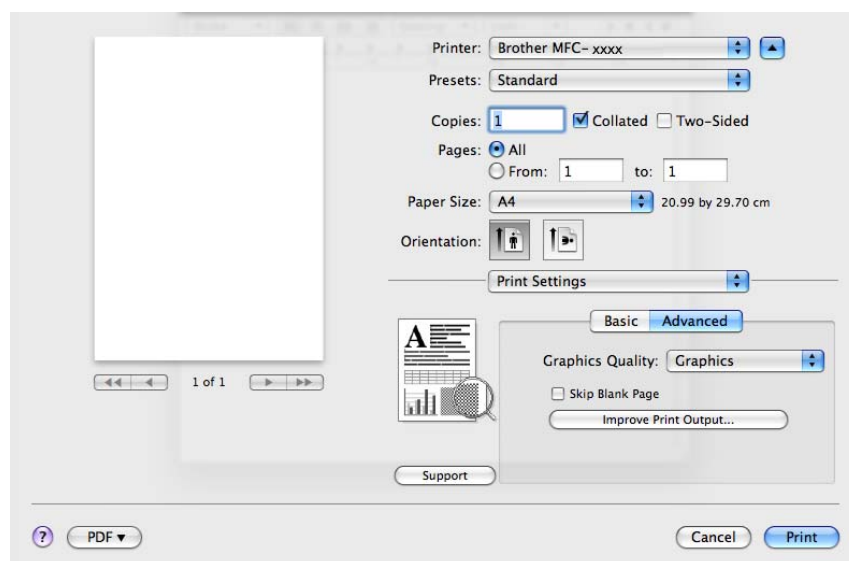 Printer: Brother MFC- xxxx
Presets: Standard
Copies: 1 Collated Two-Sided
Pages: All
From: 1 to: 1
Paper Size: A4 20.99 by 29.70 cm
Orientation:
Print Settings
Basic Advanced
A
Graphics Quality: Graphics
1 of 1
Skip Blank Page
Improve Print Output...
Support
? PDF▼ Cancel Print